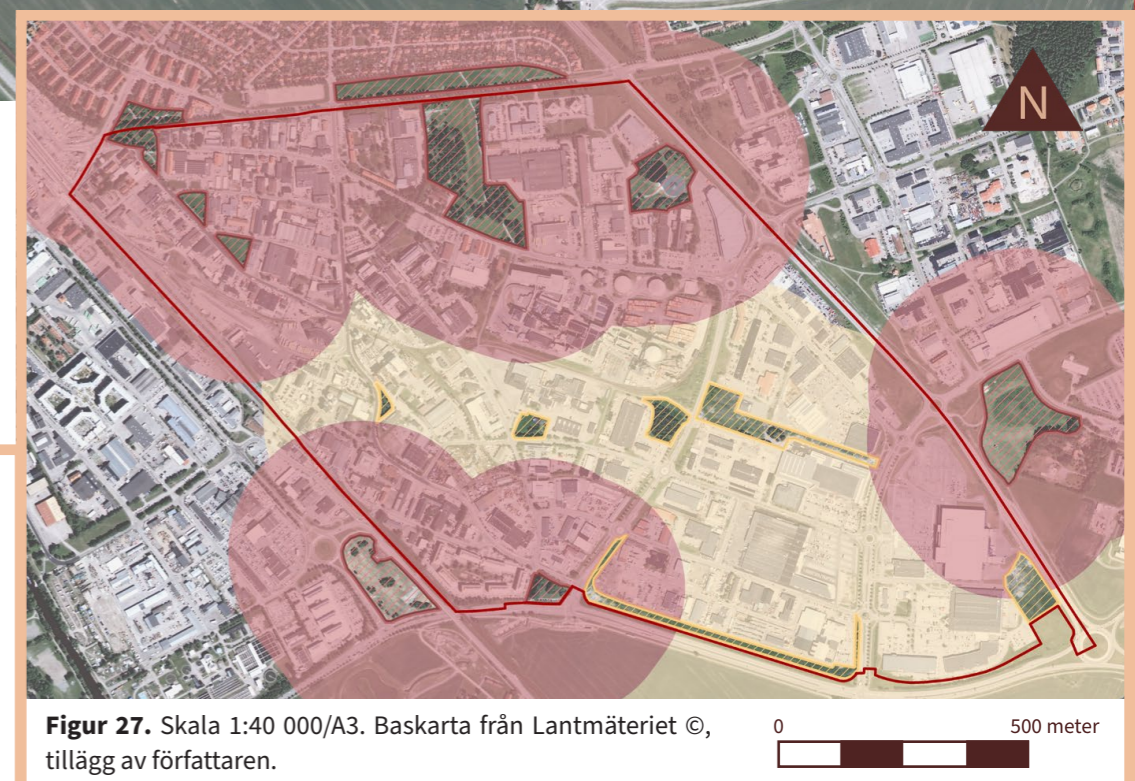 N
Figur 27. Skala 1:40 000/A3. Baskarta från Lantmäteriet ©,
tillägg av författaren.
0 500 meter